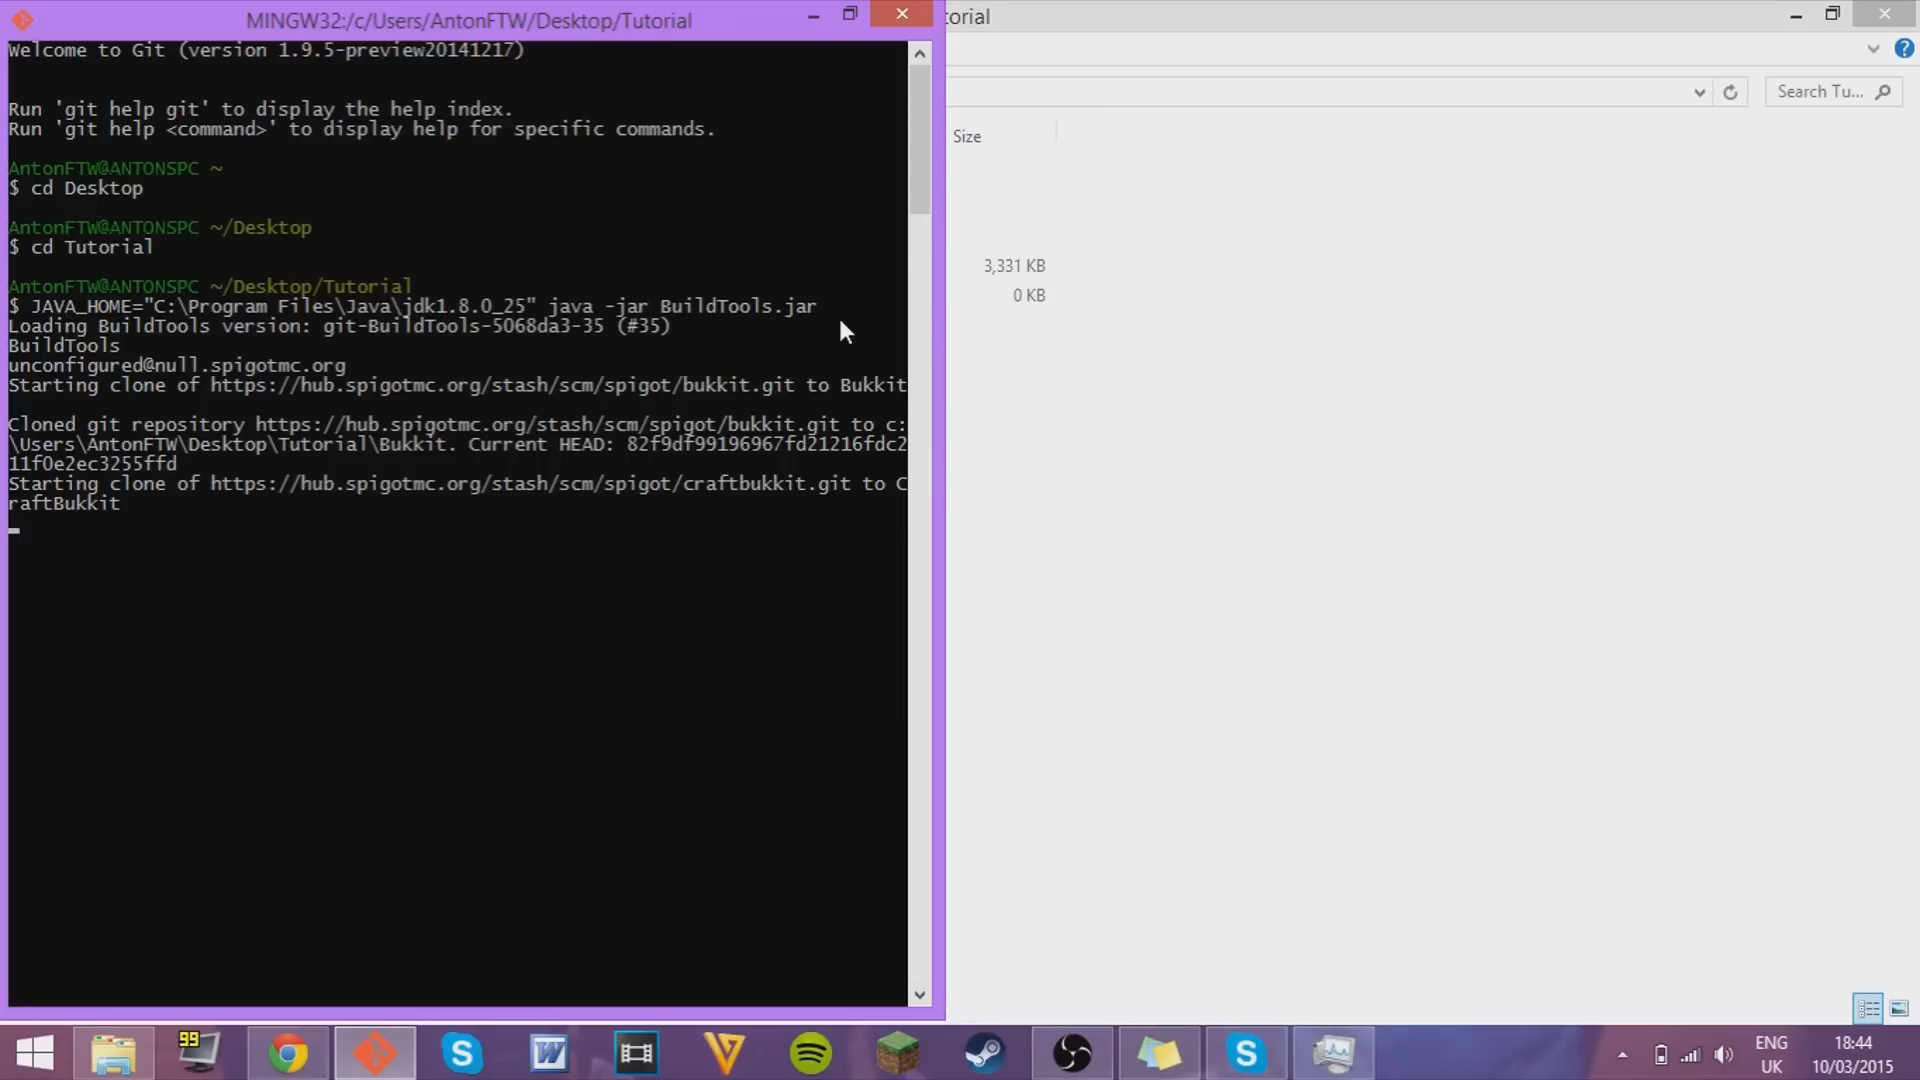 MINGW32:/c/Users/AntonFTW/Desktop/Tutorial
Welcome to Git (version 1.9.5-preview20141217)
Run 'git help git' to display the help index.
Run 'git help <command>' to display help for specific commands.
AntonFTW@ANTONSPC ~
$ cd Desktop
AntonFTW@ANTONSPC ~/Desktop
$ cd Tutorial
AntonFTW@ANTONSPC ~/Desktop/Tutorial
$ JAVA_HOME="C:\Program Files\Java\jdk1.8.0_25" java -jar BuildTools.jar
Loading BuildTools version: git-BuildTools-5068da3-35 (#35)
BuildTools
unconfigured@null.spigotmc.org
Starting clone of https://hub.spigotmc.org/stash/scm/spigot/bukkit.git to Bukkit
Cloned git repository https://hub.spigotmc.org/stash/scm/spigot/bukkit.git to c:
\Users\AntonFTW\Desktop\Tutorial\Bukkit. Current HEAD: 82f9df99196967fd21216fdc2
11f0e2ec3255ffd
Starting clone of https://hub.spigotmc.org/stash/scm/spigot/craftbukkit.git to C
raftBukkit
torial
Search Tu...
Size
3,331 KB
0 KB
99
ENG
UK
18:44
10/03/2015